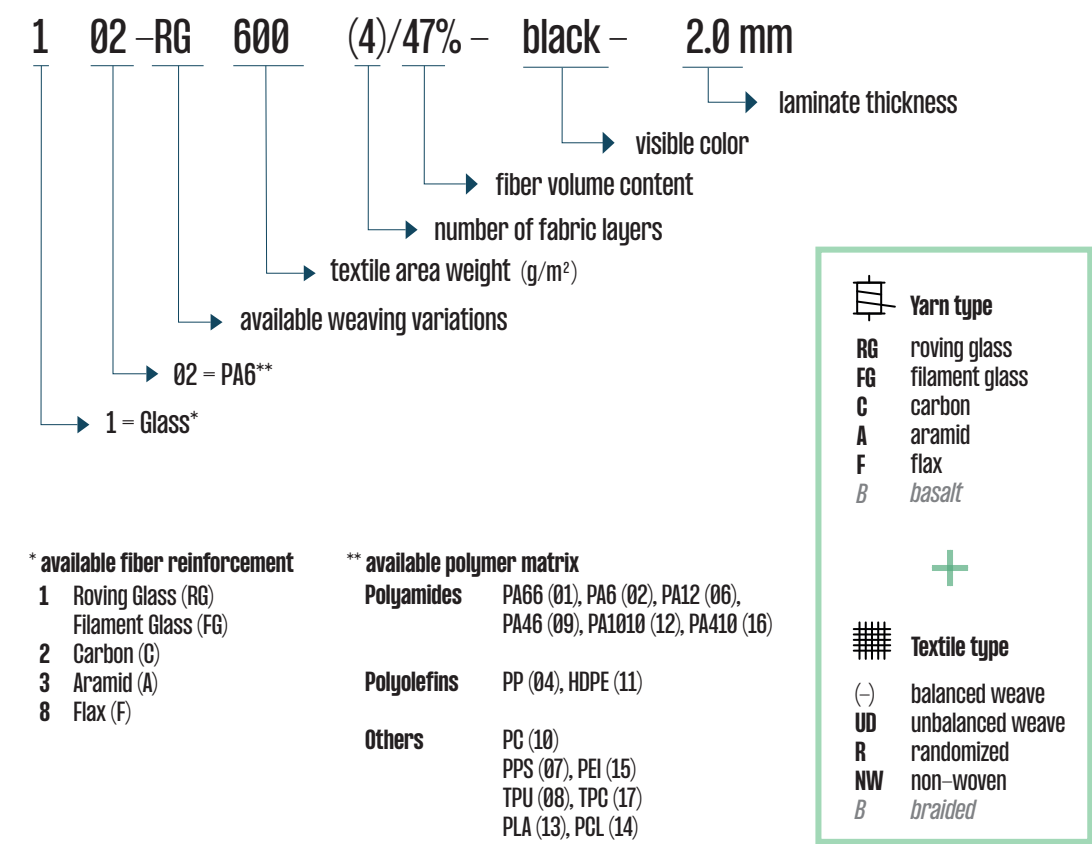 1 02 –RG 600 (4)/47% – black – 2.0 mm
laminate thickness
visible color
fiber volume content
number of fabric layers
textile area weight (g/m²)
available weaving variations
02 = PA6**
1 = Glass*
* available fiber reinforcement
1 Roving Glass (RG)
Filament Glass (FG)
2 Carbon (C)
3 Aramid (A)
8 Flax (F)
** available polymer matrix
Polyamides PA66 (01), PA6 (02), PA12 (06),
PA46 (09), PA1010 (12), PA410 (16)
Polyolefins PP (04), HDPE (11)
Others PC (10)
PPS (07), PEI (15)
TPU (08), TPC (17)
PLA (13), PCL (14)
Yarn type
RG roving glass
FG filament glass
C carbon
A aramid
F flax
B basalt
+
Textile type
(–) balanced weave
UD unbalanced weave
R randomized
NW non–woven
B braided